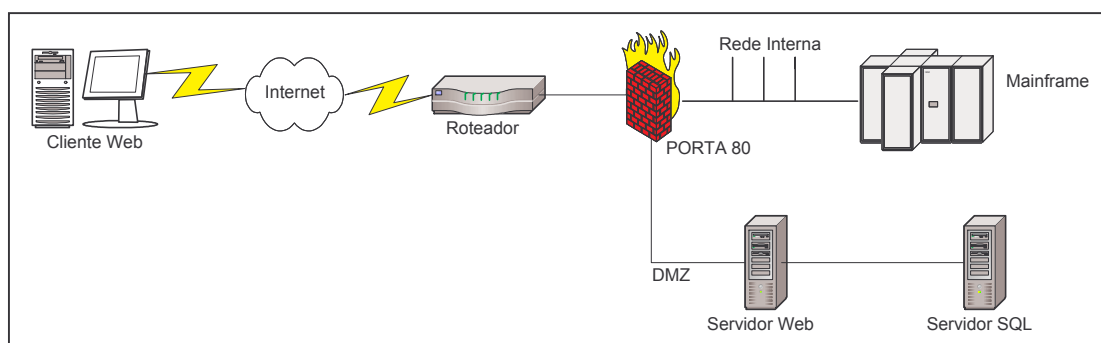 Rede Interna
Mainframe
Internet
Roteador
Cliente Web
PORTA 80
DMZ
Servidor Web
Servidor SQL